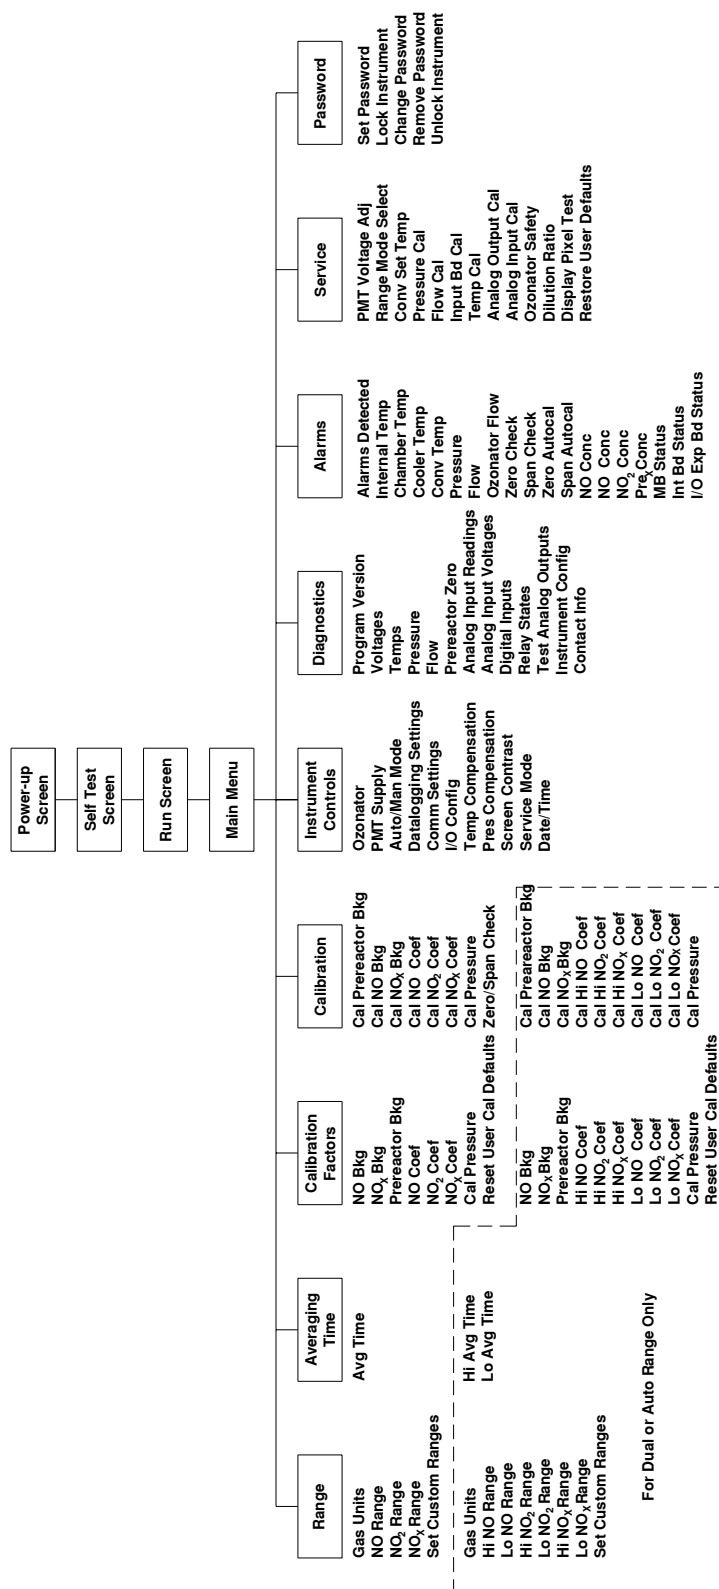 Power-up
Screen
Self Test
Screen
Run Screen
Main Menu
Range
Gas Units
NO Range
NO₂ Range
NOX Range
Set Custom Ranges
Averaging
Time
Avg Time
Calibration
Factors
NO Bkg
NOX Bkg
Prereactor Bkg
NO Coef
NO₂ Coef
NOX Coef
Cal Pressure
Reset User Cal Defaults
Calibration
Cal Prereactor Bkg
Cal NO Bkg
Cal NOX Bkg
Cal NO Coef
Cal NO₂ Coef
Cal NOX Coef
Cal Pressure
Zero/Span Check
Instrument
Controls
Ozonator
PMT Supply
Auto/Man Mode
Datalogging Settings
Comm Settings
I/O Config
Temp Compensation
Pres Compensation
Screen Contrast
Service Mode
Date/Time
Diagnostics
Program Version
Voltages
Temps
Pressure
Flow
Prereactor Zero
Analog Input Readings
Analog Input Voltages
Digital Inputs
Relay States
Test Analog Outputs
Instrument Config
Contact Info
Alarms
Alarms Detected
Internal Temp
Chamber Temp
Cooler Temp
Conv Temp
Pressure
Flow
Ozonator Flow
Zero Check
Span Check
Zero Autocal
Span Autocal
NO Conc
NO Conc
NO₂ Conc
PreX Conc
MB Status
Int Bd Status
I/O Exp Bd Status
Service
PMT Voltage Adj
Range Mode Select
Conv Set Temp
Pressure Cal
Flow Cal
Input Bd Cal
Temp Cal
Analog Output Cal
Analog Input Cal
Ozonator Safety
Dilution Ratio
Display Pixel Test
Restore User Defaults
Password
Set Password
Lock Instrument
Change Password
Remove Password
Unlock Instrument
Gas Units
Hi NO Range
Lo NO Range
Hi NO₂ Range
Lo NO₂ Range
Hi NOX Range
Lo NOX Range
Set Custom Ranges
Hi Avg Time
Lo Avg Time
NO Bkg
NOX Bkg
Prereactor Bkg
Hi NO Coef
Hi NO₂ Coef
Hi NOX Coef
Lo NO Coef
Lo NO₂ Coef
Lo NOX Coef
Cal Pressure
Reset User Cal Defaults
Cal Preareactor Bkg
Cal NO Bkg
Cal NOX Bkg
Cal Hi NO Coef
Cal Hi NO₂ Coef
Cal Hi NOX Coef
Cal Lo NO Coef
Cal Lo NO₂ Coef
Cal Lo NOX Coef
Cal Pressure
For Dual or Auto Range Only